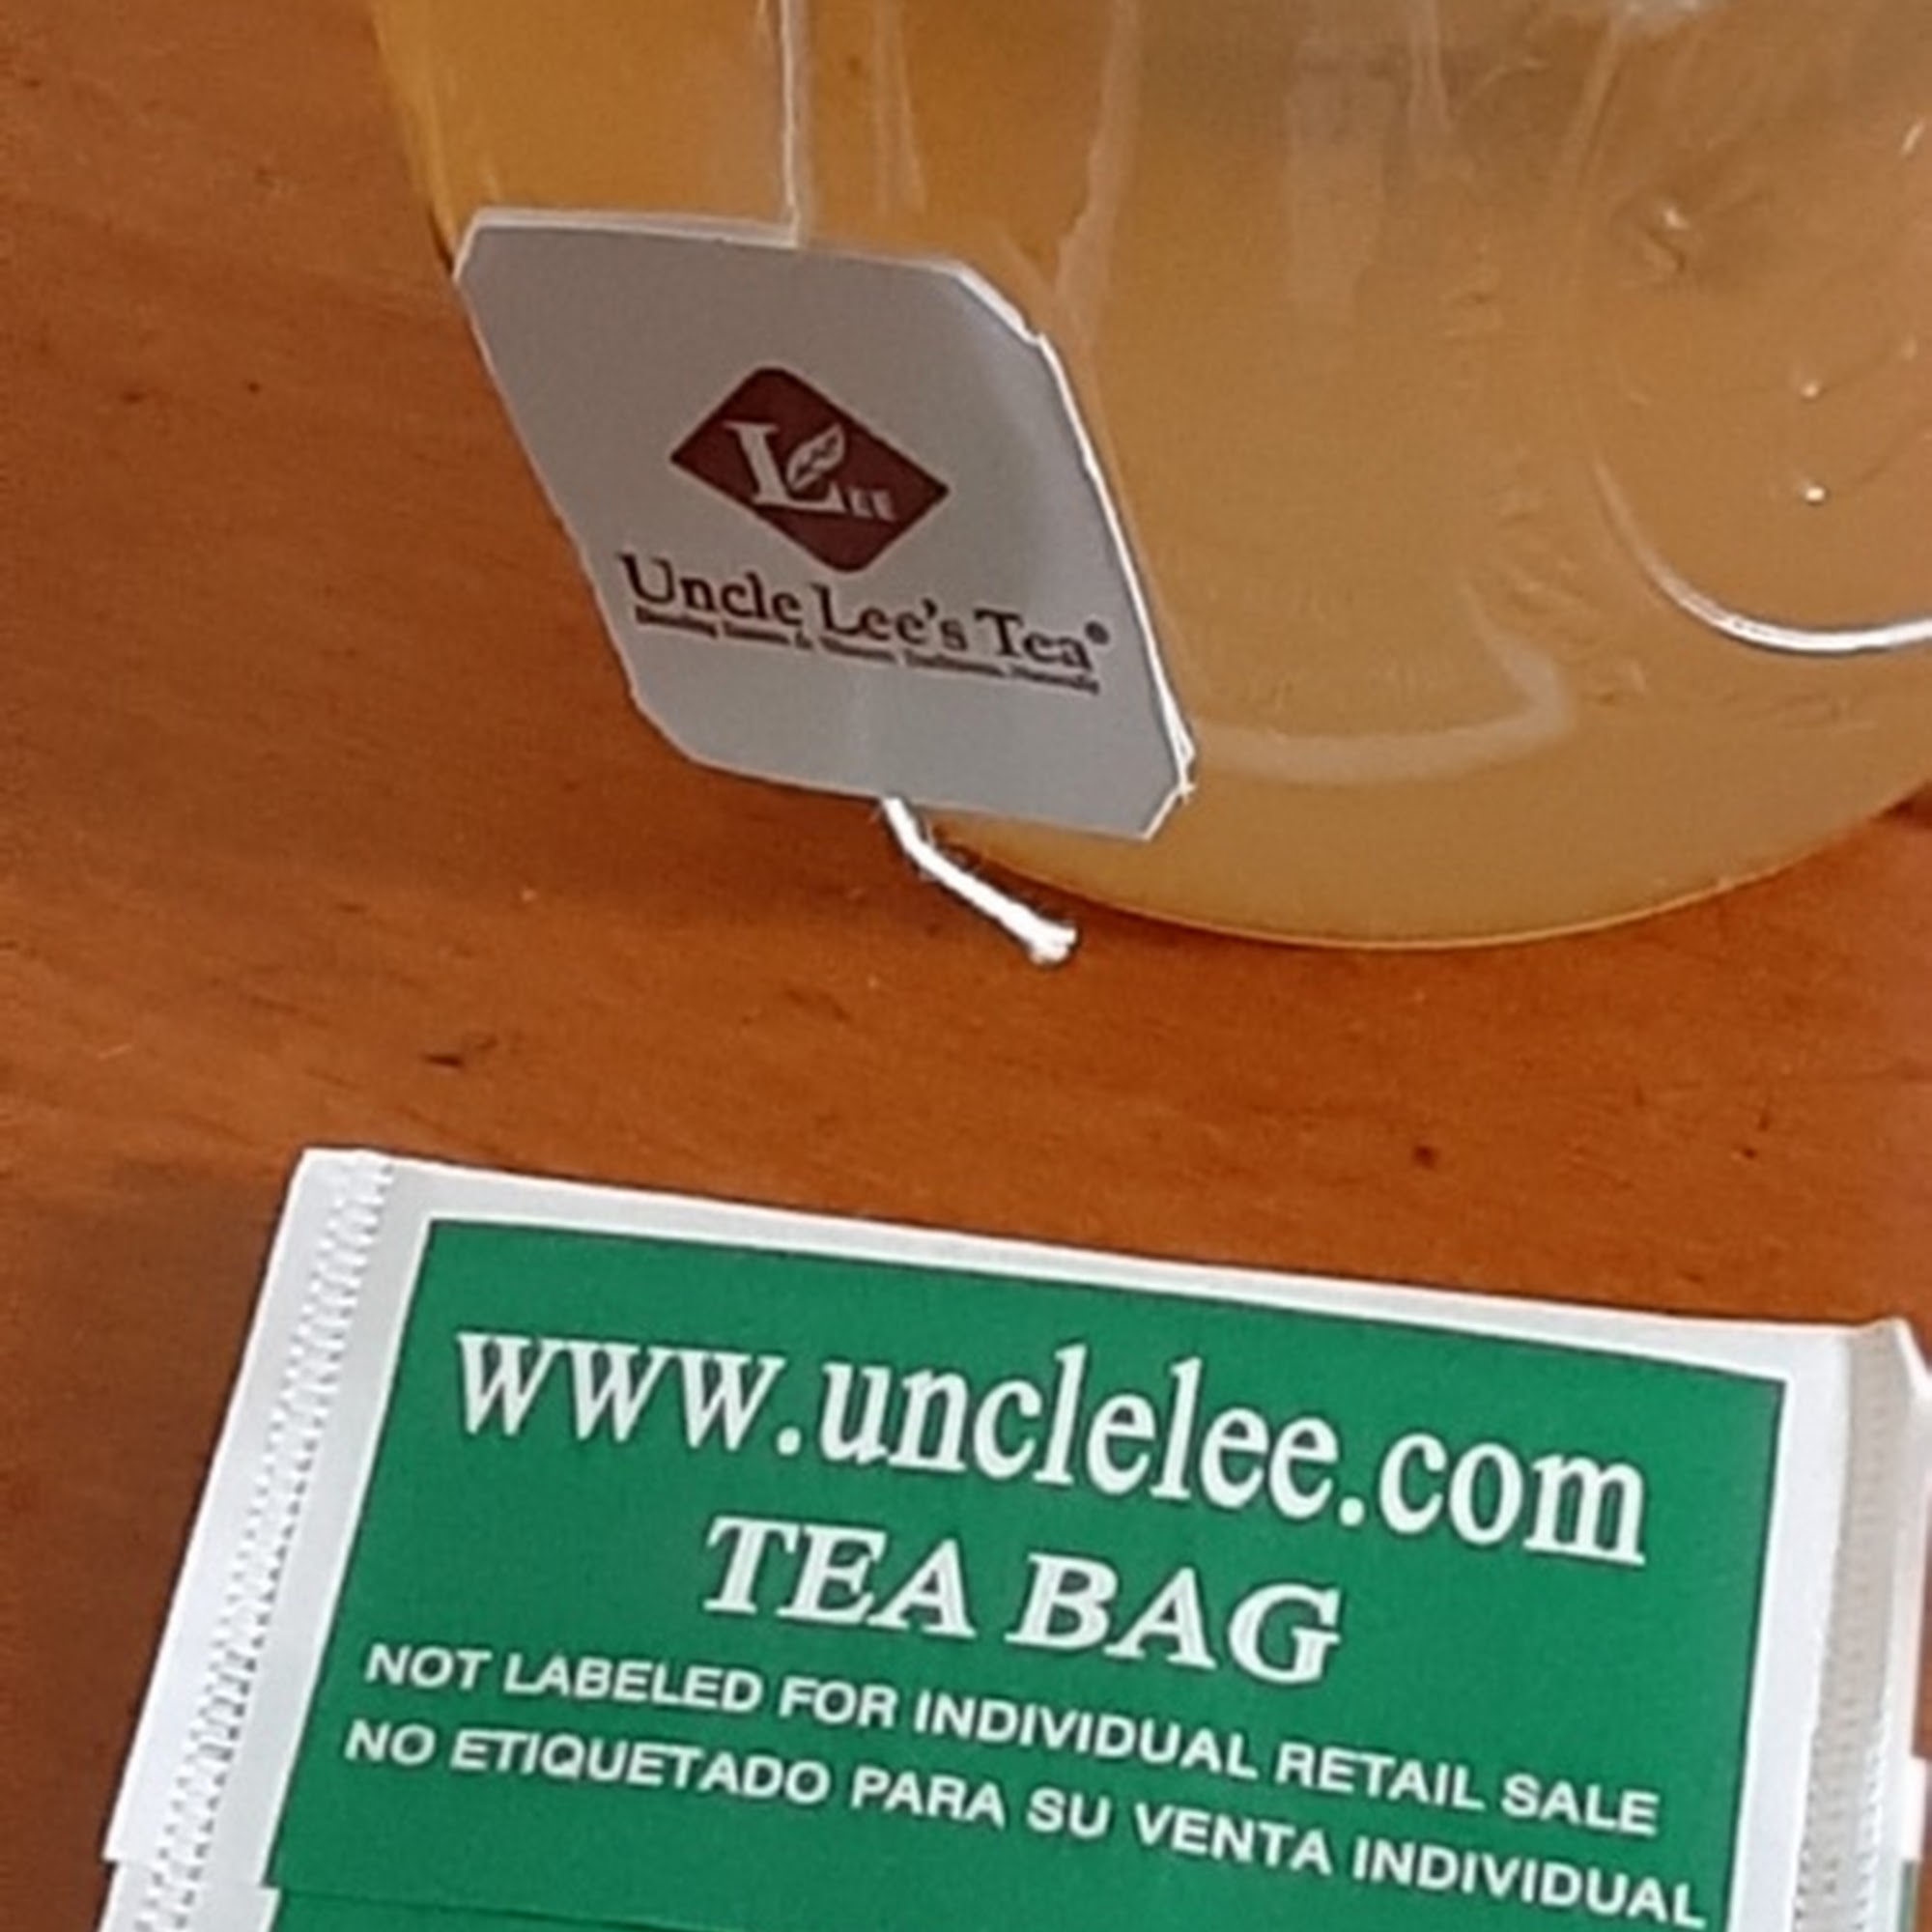 LEE
Uncle Lee's Tea®
www.unclelee.com
TEA BAG
NOT LABELED FOR INDIVIDUAL RETAIL SALE
NO ETIQUETADO PARA SU VENTA INDIVIDUAL